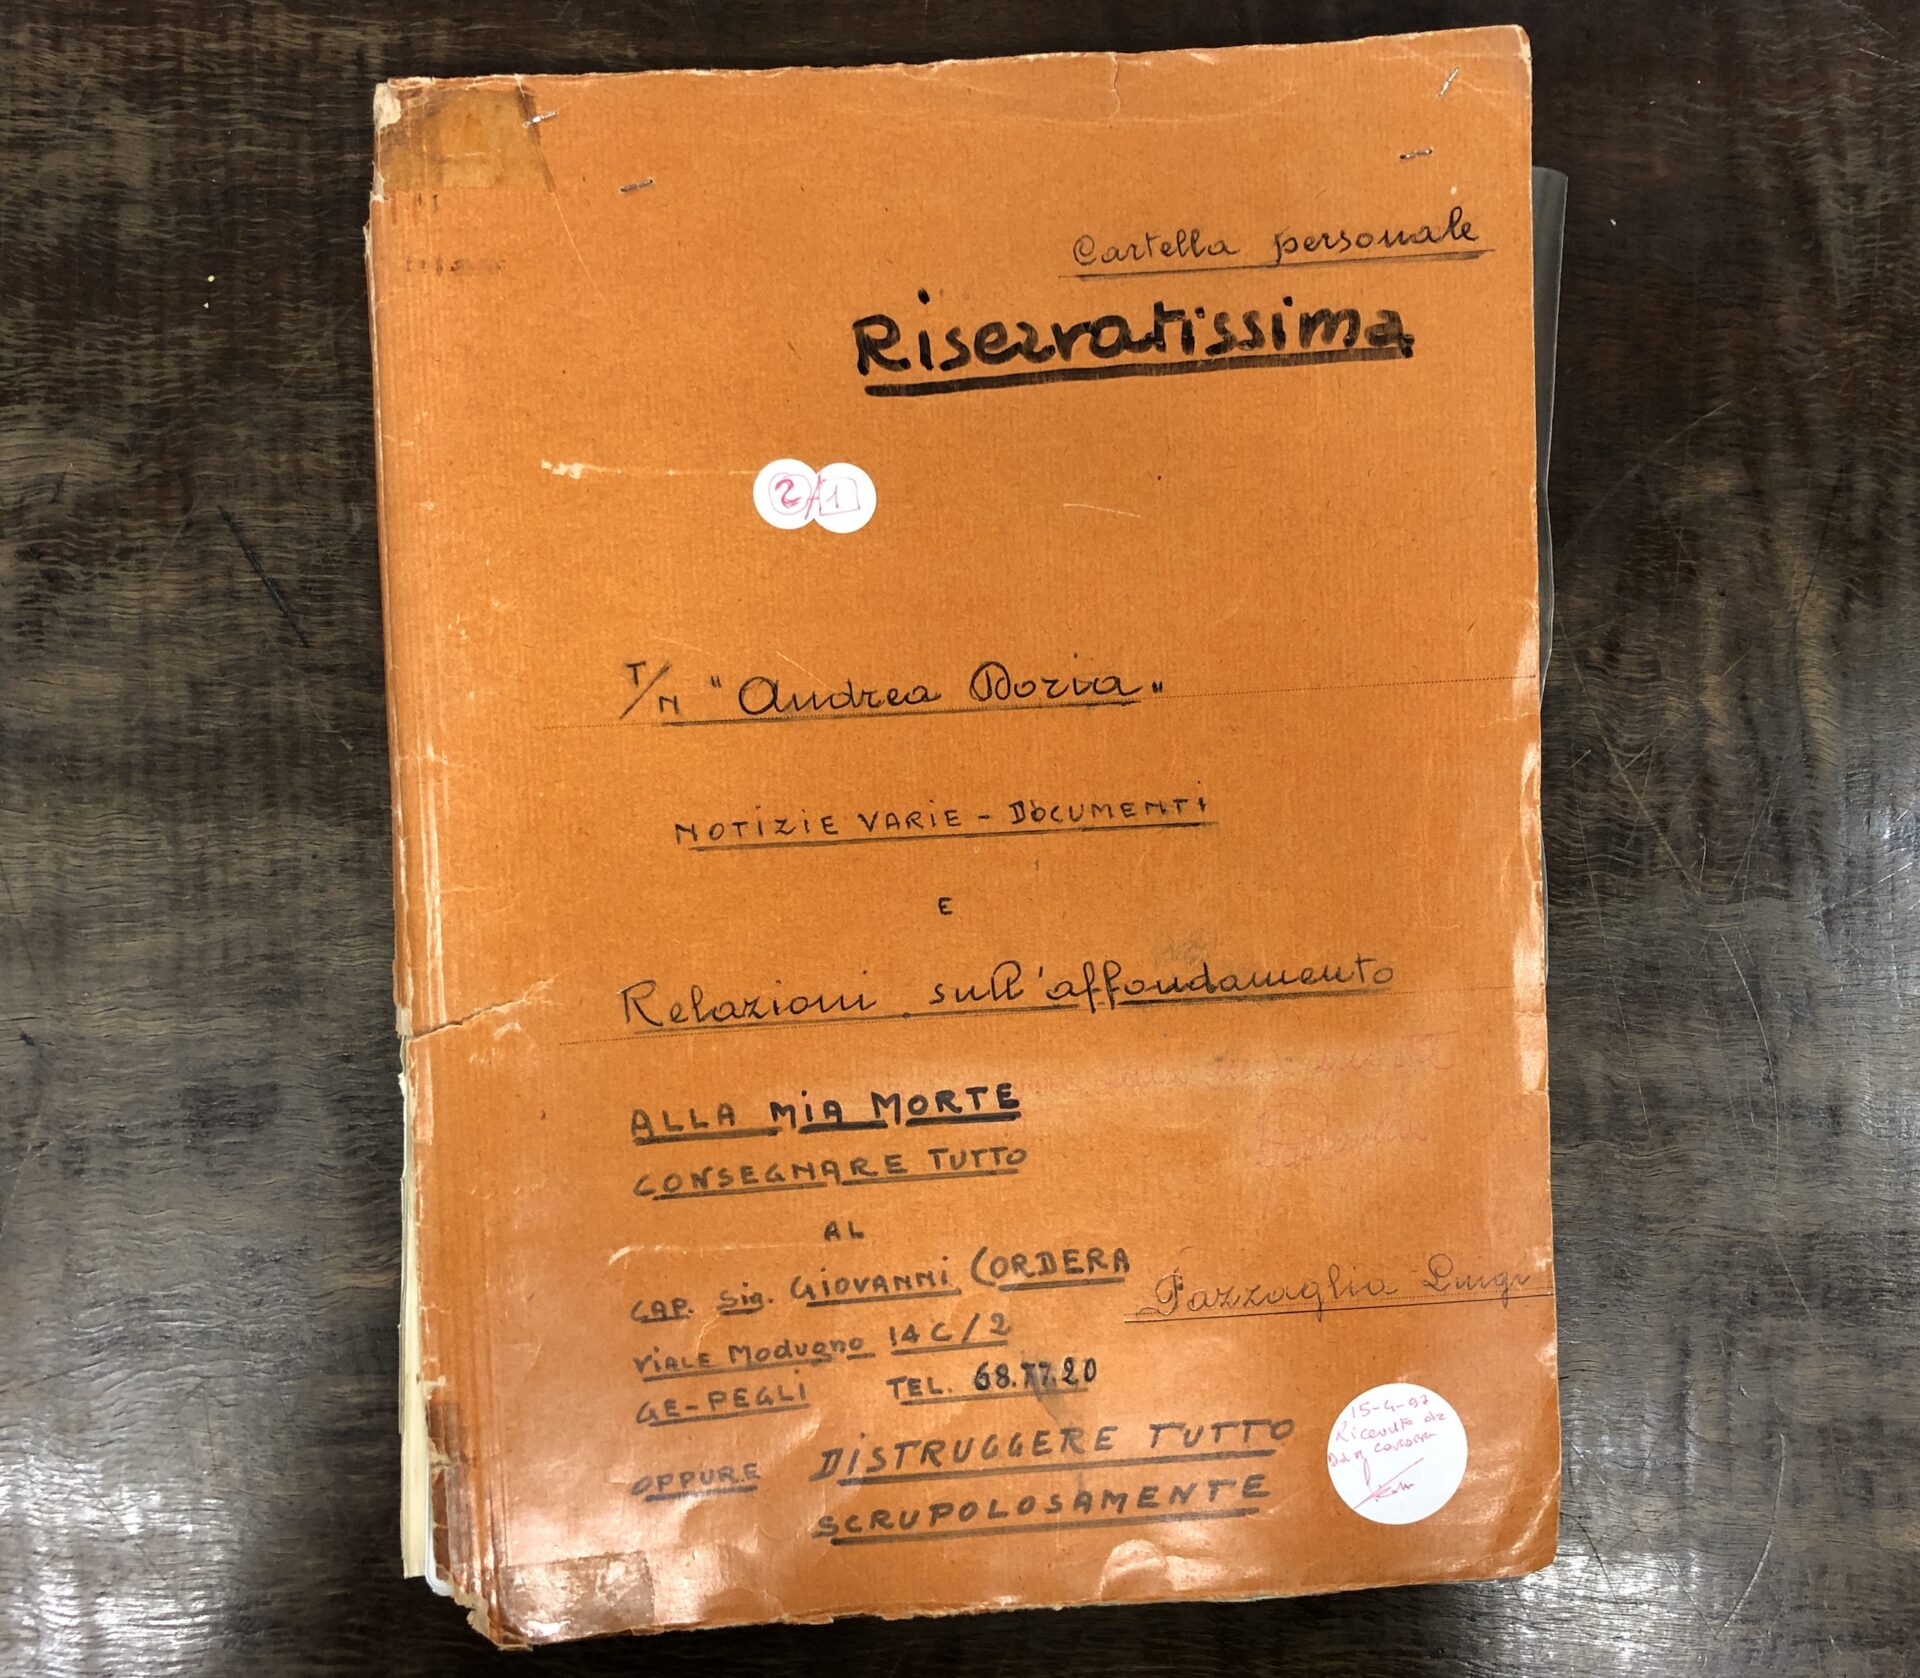 Cartella personale
Riservatissima
2/1
T/N "Andrea Doria"
NOTIZIE VARIE - DOCUMENTI
E
Relazioni sull'affondamento
ALLA MIA MORTE
CONSEGNARE TUTTO
AL
CAP. Sig. GIOVANNI CORDERA
Pazzaglia Luigi
VIALE Modugno 14 C/2
GE-PEGLI TEL. 68.77.20
OPPURE DISTRUGGERE TUTTO
SCRUPOLOSAMENTE
15-4-97
Ricevuto da